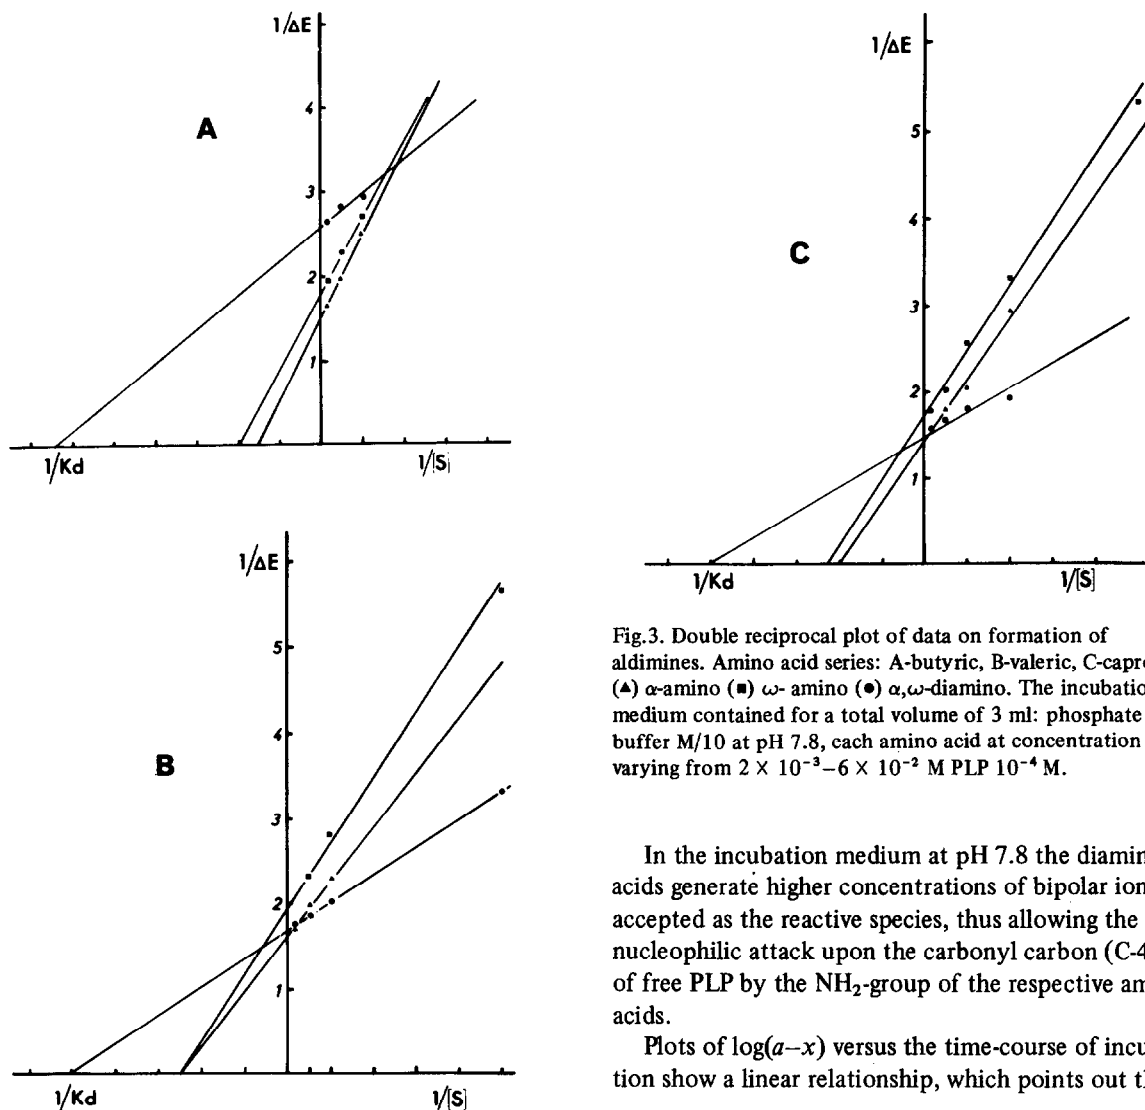 1/ΔE
4
A
3
2
1
1/Kd
1/[S]
1/ΔE
5
4
B
3
2
1
1/Kd
1/[S]
1/ΔE
5
4
C
3
2
1
1/Kd
1/[S]
Fig.3. Double reciprocal plot of data on formation of
aldimines. Amino acid series: A-butyric, B-valeric, C-capro
(▲) α-amino (■) ω- amino (●) α,ω-diamino. The incubatio
medium contained for a total volume of 3 ml: phosphate
buffer M/10 at pH 7.8, each amino acid at concentration
varying from 2 × 10⁻³–6 × 10⁻² M PLP 10⁻⁴ M.
In the incubation medium at pH 7.8 the diamin
acids generate higher concentrations of bipolar ion
accepted as the reactive species, thus allowing the
nucleophilic attack upon the carbonyl carbon (C-4
of free PLP by the NH₂-group of the respective am
acids.
Plots of log(a–x) versus the time-course of incu
tion show a linear relationship, which points out t